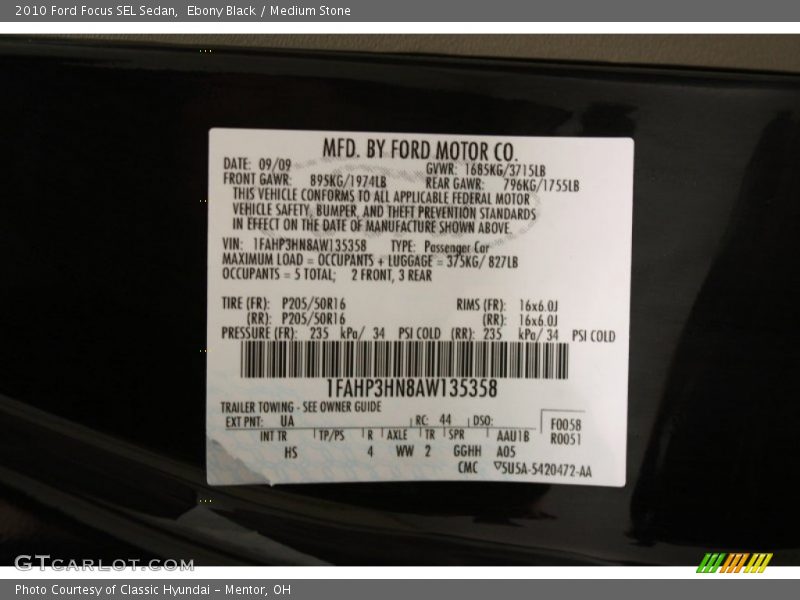 2010 Ford Focus SEL Sedan, Ebony Black / Medium Stone
MFD. BY FORD MOTOR CO.
DATE: 09/09 GVWR: 1685KG/3715LB
FRONT GAWR: 895KG/1974LB REAR GAWR: 796KG/1755LB
THIS VEHICLE CONFORMS TO ALL APPLICABLE FEDERAL MOTOR
VEHICLE SAFETY, BUMPER, AND THEFT PREVENTION STANDARDS
IN EFFECT ON THE DATE OF MANUFACTURE SHOWN ABOVE.
VIN: 1FAHP3HN8AW135358 TYPE: Passenger Car
MAXIMUM LOAD = OCCUPANTS + LUGGAGE = 375KG/ 827LB
OCCUPANTS = 5 TOTAL; 2 FRONT, 3 REAR
TIRE (FR): P205/50R16 RIMS (FR): 16x6.0J
(RR): P205/50R16 (RR): 16x6.0J
PRESSURE (FR): 235 kPa/ 34 PSI COLD (RR): 235 kPa/ 34 PSI COLD
1FAHP3HN8AW135358
TRAILER TOWING - SEE OWNER GUIDE
EXT PNT: UA RC: 44 DSO: F0058
INT TR TP/PS R AXLE TR SPR AAU1B R0051
HS 4 WW 2 GGHH A05
CMC ▽5U5A-5420472-AA
GTCARLOT.COM
Photo Courtesy of Classic Hyundai - Mentor, OH